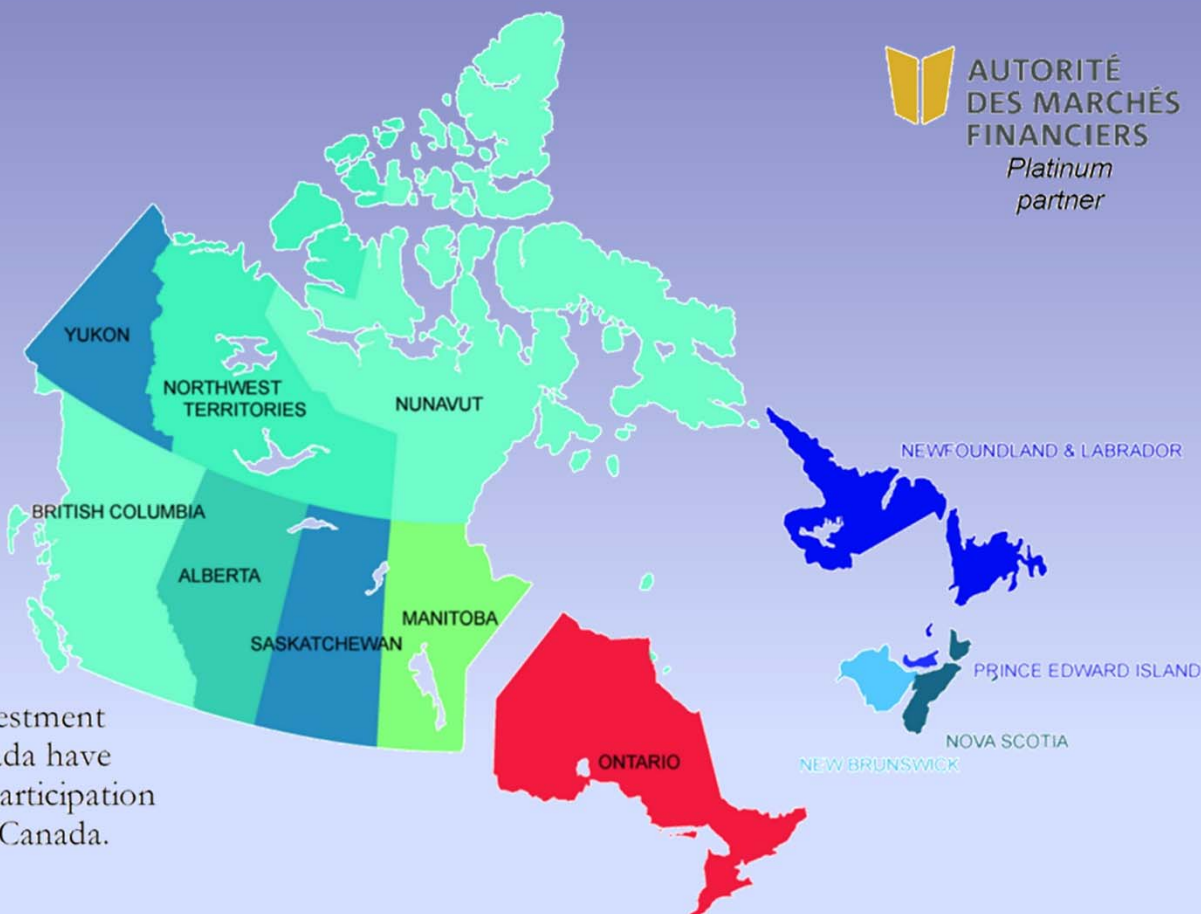 AUTORITÉ
DES MARCHÉS
FINANCIERS
Platinum
partner
YUKON
NORTHWEST
TERRITORIES
NUNAVUT
NEWFOUNDLAND & LABRADOR
BRITISH COLUMBIA
ALBERTA
MANITOBA
SASKATCHEWAN
PRINCE EDWARD ISLAND
NOVA SCOTIA
ONTARIO
NEW BRUNSWICK
estment
da have
articipation
Canada.